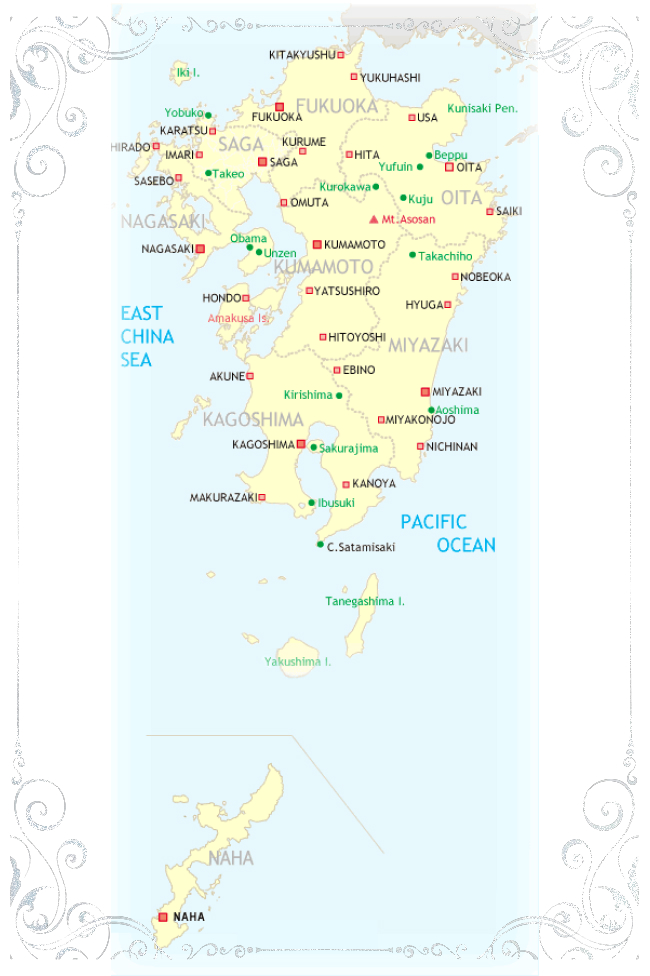 KITAKYUSHU
Iki I.
YUKUHASHI
FUKUOKA
Kunisaki Pen.
Yobuko
FUKUOKA
USA
KARATSU
SAGA
KURUME
HIRADO
IMARI
SAGA
HITA
Beppu
Yufuin
OITA
SASEBO
Takeo
Kurokawa
Kuju
OITA
OMUTA
SAIKI
NAGASAKI
Mt.Asosan
Obama
NAGASAKI
Unzen
KUMAMOTO
Takachiho
KUMAMOTO
NOBEOKA
HONDO
YATSUSHIRO
HYUGA
Amakusa Is.
EAST
CHINA
SEA
HITOYOSHI
MIYAZAKI
AKUNE
EBINO
Kirishima
MIYAZAKI
Aoshima
KAGOSHIMA
MIYAKONOJO
KAGOSHIMA
Sakurajima
NICHINAN
KANOYA
MAKURAZAKI
Ibusuki
PACIFIC
OCEAN
C.Satamisaki
Tanegashima I.
Yakushima I.
NAHA
NAHA